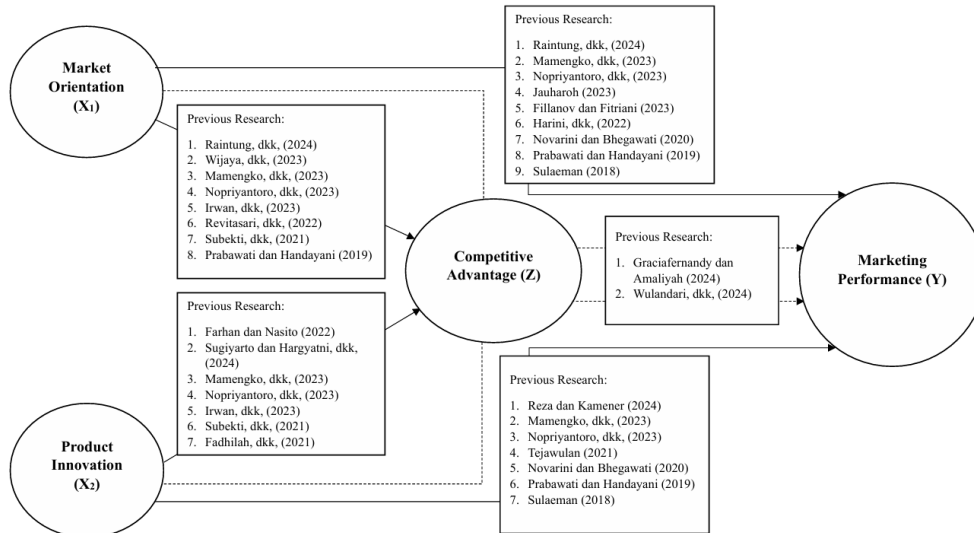 Market
Orientation
(X₁)
Previous Research:
1. Raintung, dkk, (2024)
2. Mamengko, dkk, (2023)
3. Nopriyantoro, dkk, (2023)
4. Jauharoh (2023)
5. Fillanov dan Fitriani (2023)
6. Harini, dkk, (2022)
7. Novarini dan Bhegawati (2020)
8. Prabawati dan Handayani (2019)
9. Sulaeman (2018)
Previous Research:
1. Raintung, dkk, (2024)
2. Wijaya, dkk, (2023)
3. Mamengko, dkk, (2023)
4. Nopriyantoro, dkk, (2023)
5. Irwan, dkk, (2023)
6. Revitasari, dkk, (2022)
7. Subekti, dkk, (2021)
8. Prabawati dan Handayani (2019)
Competitive
Advantage (Z)
Previous Research:
1. Graciafernandy dan
Amaliyah (2024)
2. Wulandari, dkk, (2024)
Marketing
Performance (Y)
Previous Research:
1. Farhan dan Nasito (2022)
2. Sugiyarto dan Hargyatni, dkk,
(2024)
3. Mamengko, dkk, (2023)
4. Nopriyantoro, dkk, (2023)
5. Irwan, dkk, (2023)
6. Subekti, dkk, (2021)
7. Fadhilah, dkk, (2021)
Previous Research:
1. Reza dan Kamener (2024)
2. Mamengko, dkk, (2023)
3. Nopriyantoro, dkk, (2023)
4. Tejawulan (2021)
5. Novarini dan Bhegawati (2020)
6. Prabawati dan Handayani (2019)
7. Sulaeman (2018)
Product
Innovation
(X₂)